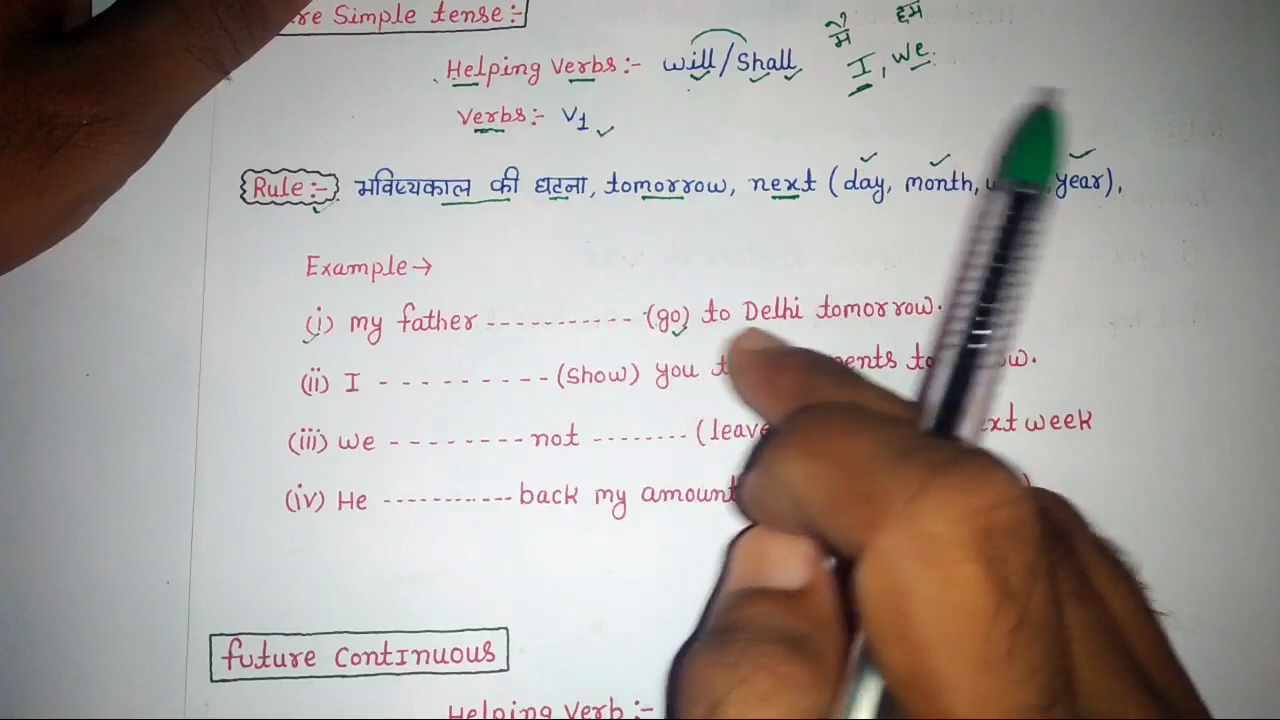 Simple tense:-
Helping verbs:- will/Shall
मैं हम
I, we
Verbs:- V1
Rule:- भविष्यकाल की घटना, tomorrow, next (day, month, year),
Example→
(i) my father ---------- (go) to Delhi tomorrow.
(ii) I --------- (Show) you
(iii) we -------- not -------- (leave week
(iv) He ----------- back my amount
future Continuous
Helping Verb:-